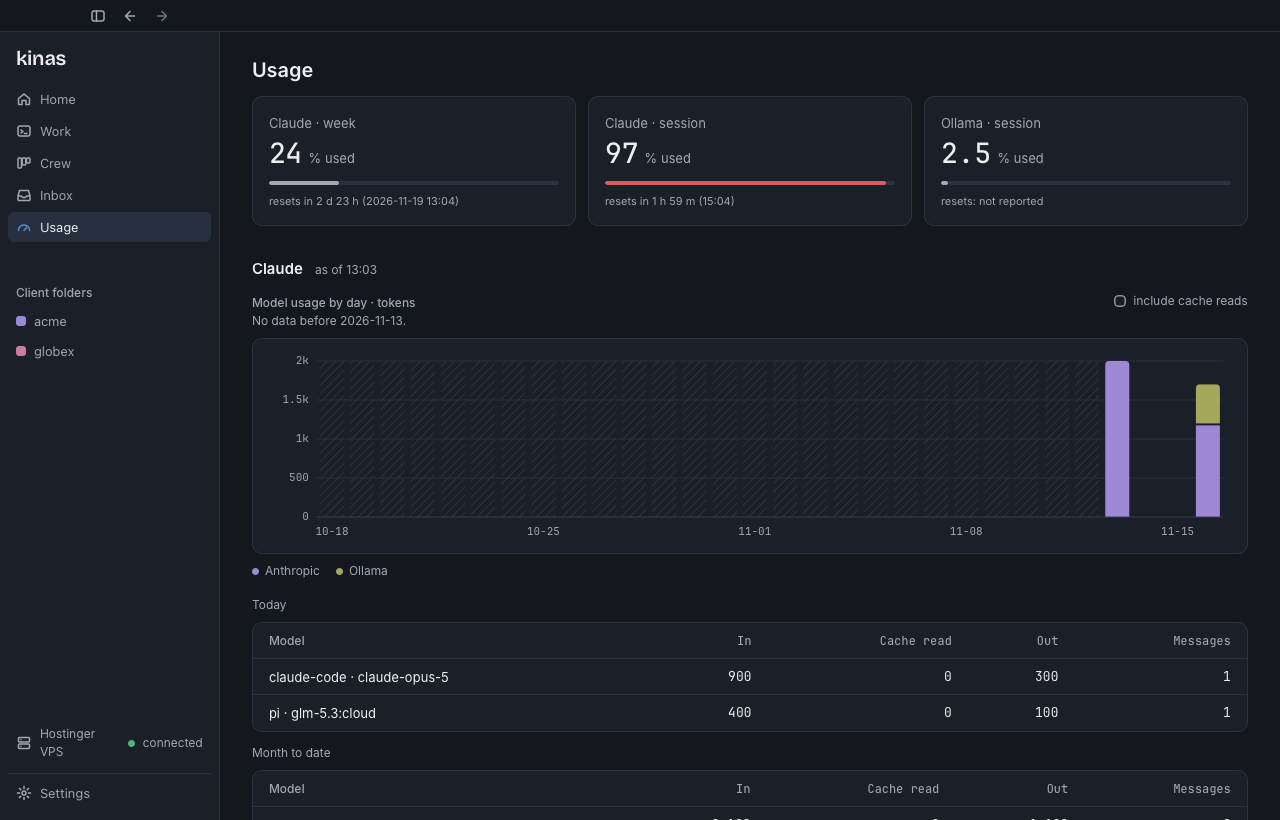 kinas
Home
Work
Crew
Inbox
Usage
Client folders
acme
globex
Hostinger
VPS
connected
Settings
Usage
Claude · week
24 % used
resets in 2 d 23 h (2026-11-19 13:04)
Claude · session
97 % used
resets in 1 h 59 m (15:04)
Ollama · session
2.5 % used
resets: not reported
Claude as of 13:03
Model usage by day · tokens
No data before 2026-11-13.
include cache reads
2k
1.5k
1k
500
0
10-18 10-25 11-01 11-08 11-15
Anthropic Ollama
Today
Model In Cache read Out Messages
claude-code · claude-opus-5 900 0 300 1
pi · glm-5.3:cloud 400 0 100 1
Month to date
Model In Cache read Out Messages